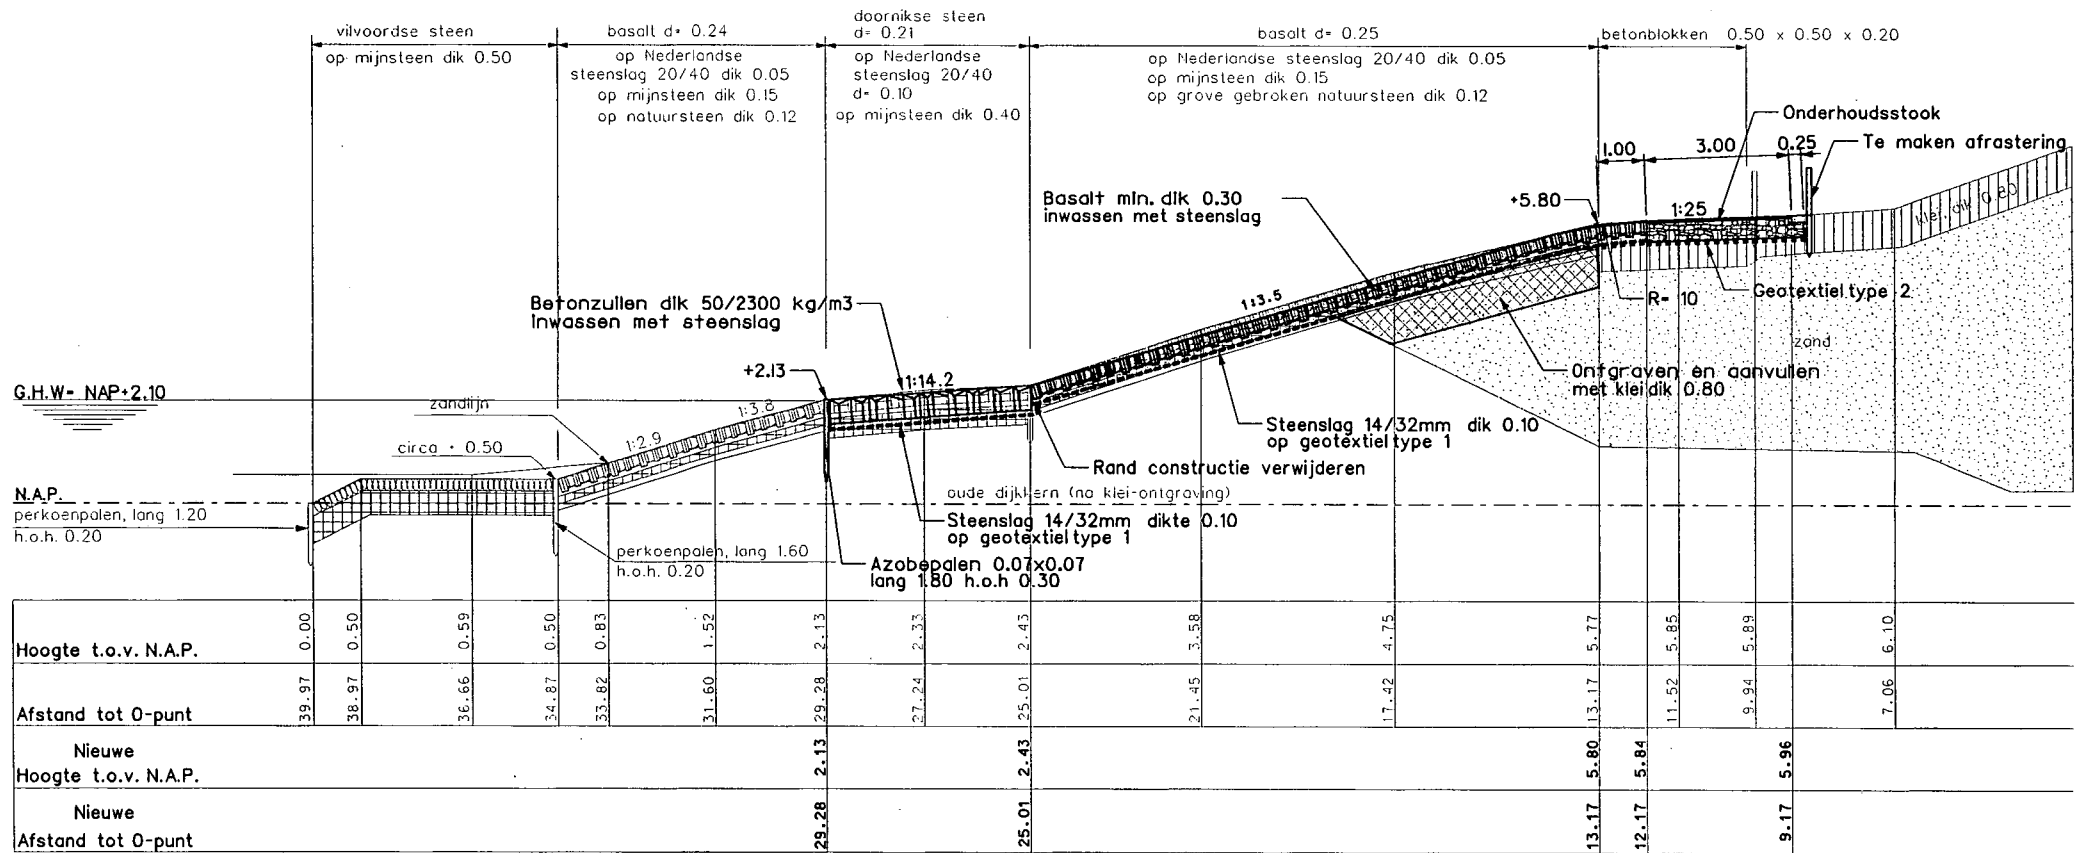 vilvoordse steen
op mijnsteen dik 0.50
basalt d= 0.24
op Nederlandse
steenslag 20/40 dik 0.05
op mijnsteen dik 0.15
op natuursteen dik 0.12
doornikse steen
d= 0.21
op Nederlandse
steenslag 20/40
d= 0.10
op mijnsteen dik 0.40
basalt d= 0.25
op Nederlandse steenslag 20/40 dik 0.05
op mijnsteen dik 0.15
op grove gebroken natuursteen dik 0.12
betonblokken 0.50 x 0.50 x 0.20
Onderhoudsstook
1.00 3.00 0.25
Te maken afrastering
Basalt min. dik 0.30
inwassen met steenslag
+5.80
1:25
klei, dik 0.80
Betonzuilen dik 50/2300 kg/m3
inwassen met steenslag
1:3.5
R= 10
Geotextiel type 2
zand
+2.13
1:14.2
Ontgraven en aanvullen
met klei dik 0.80
G.H.W= NAP+2.10
zandlijn
1:3.8
1:2.9
circa + 0.50
Steenslag 14/32mm dik 0.10
op geotextiel type 1
Rand constructie verwijderen
N.A.P.
oude dijkkern (na klei-ontgraving)
perkoenpalen, lang 1.20
h.o.h. 0.20
Steenslag 14/32mm dikte 0.10
op geotextiel type 1
perkoenpalen, lang 1.60
h.o.h. 0.20
Azobepalen 0.07x0.07
lang 1.80 h.o.h 0.30
Hoogte t.o.v. N.A.P. 0.00 0.50 0.59 0.50 0.83 1.52 2.13 2.33 2.43 3.58 4.75 5.77 5.85 5.89 6.10
Afstand tot 0-punt 39.97 38.97 36.66 34.87 33.82 31.60 29.28 27.24 25.01 21.45 17.42 13.17 11.52 9.94 7.06
Nieuwe
Hoogte t.o.v. N.A.P. 2.13 2.43 5.80 5.84 5.96
Nieuwe
Afstand tot 0-punt 29.28 25.01 13.17 12.17 9.17